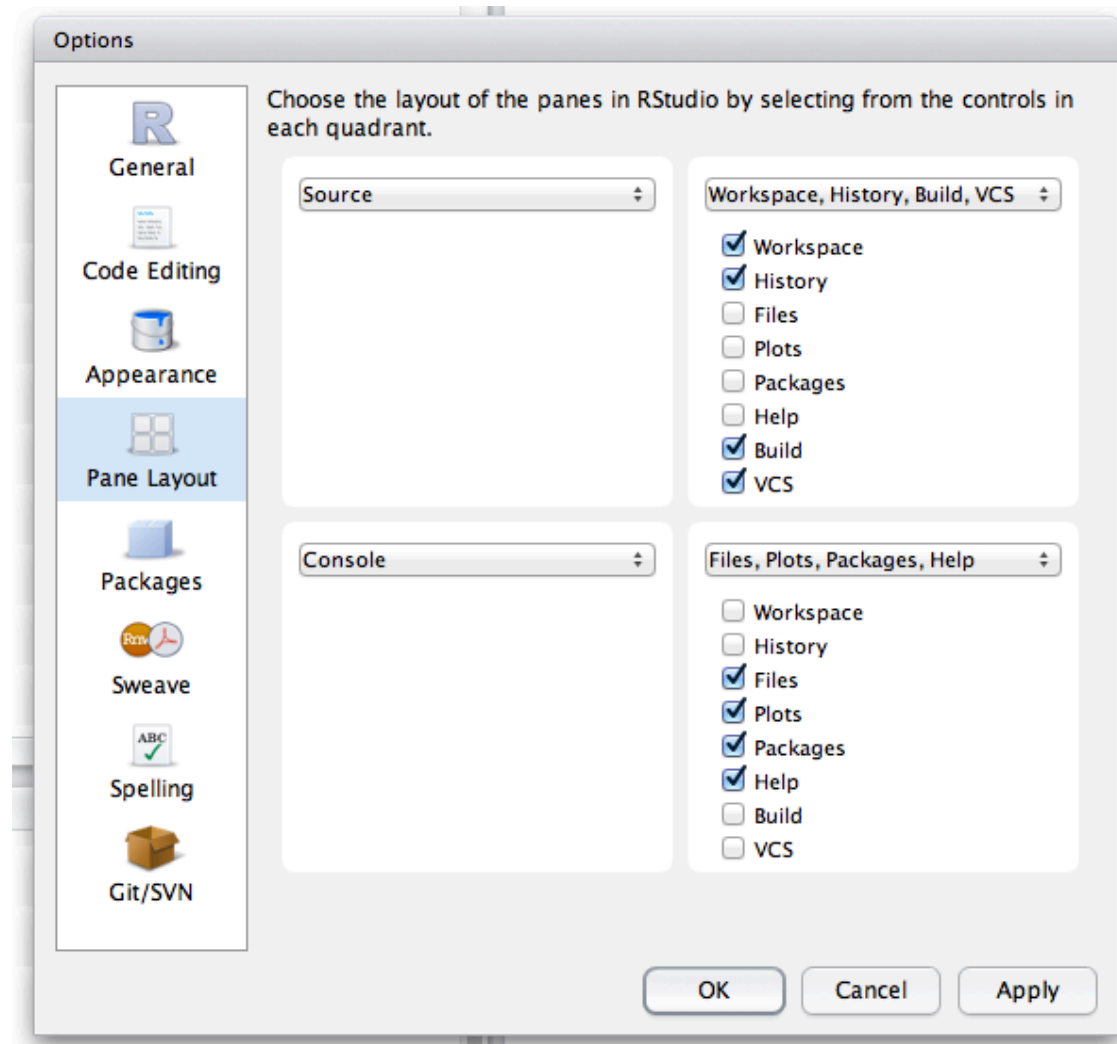 Options
Choose the layout of the panes in RStudio by selecting from the controls in
each quadrant.
R
General
Code Editing
Appearance
Pane Layout
Packages
Rnw
Sweave
ABC
Spelling
Git/SVN
Source
Workspace, History, Build, VCS
Workspace
History
Files
Plots
Packages
Help
Build
VCS
Console
Files, Plots, Packages, Help
Workspace
History
Files
Plots
Packages
Help
Build
VCS
OK
Cancel
Apply